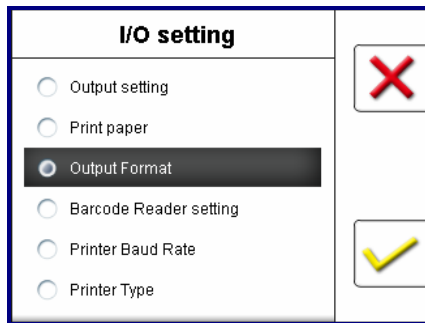 I/O setting
Output setting
Print paper
Output Format
Barcode Reader setting
Printer Baud Rate
Printer Type